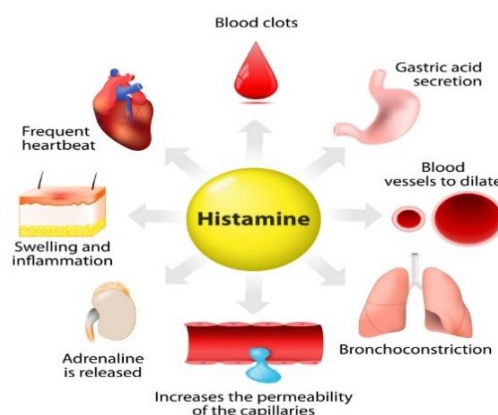 Blood clots
Gastric acid
secretion
Frequent
heartbeat
Blood
vessels to dilate
Histamine
Swelling and
inflammation
Bronchoconstriction
Adrenaline
is released
Increases the permeability
of the capillaries